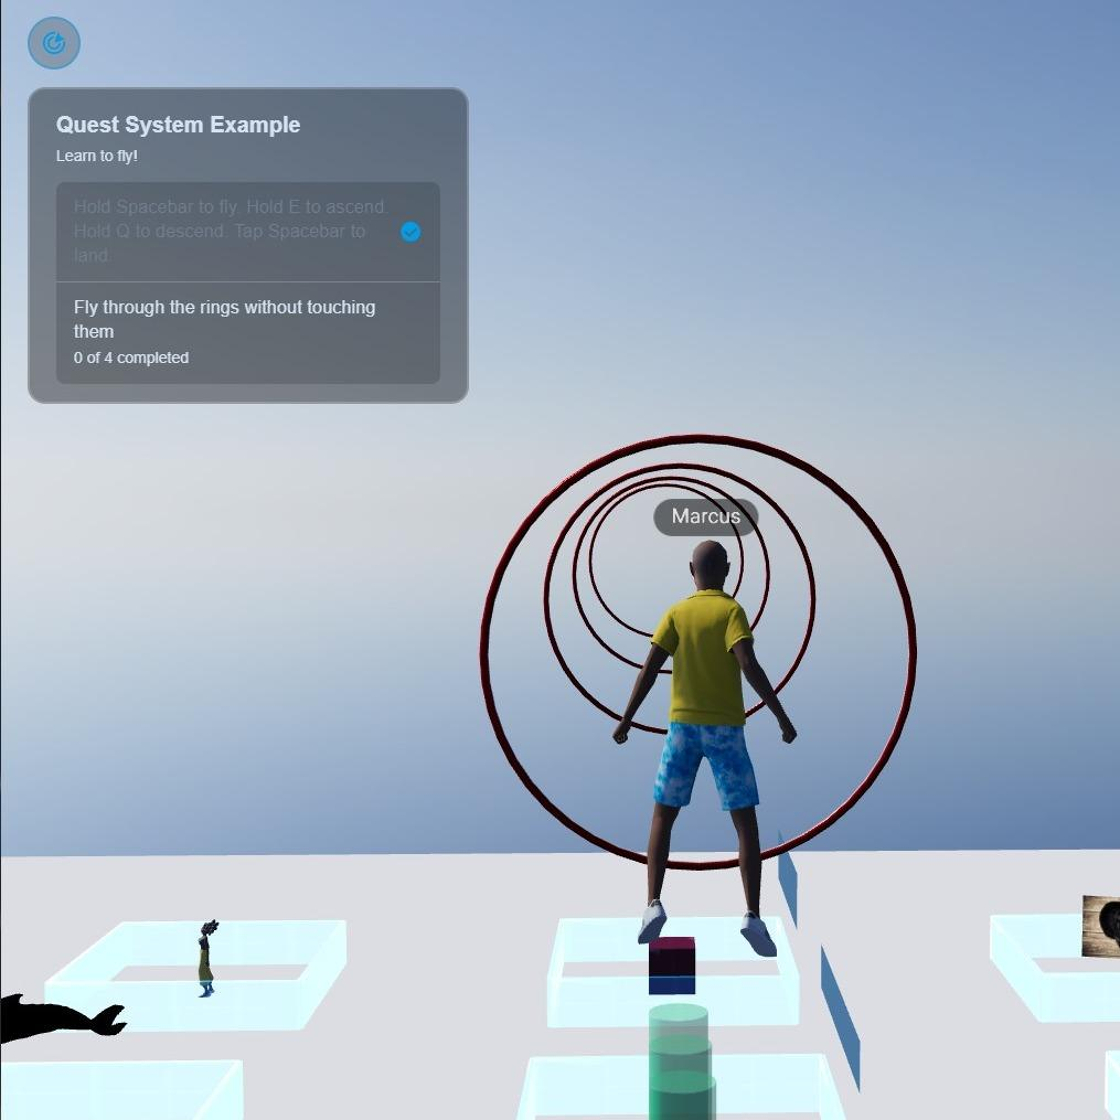 Quest System Example
Learn to fly!
Hold Spacebar to fly. Hold E to ascend.
Hold Q to descend. Tap Spacebar to
land.
Fly through the rings without touching
them
0 of 4 completed
Marcus